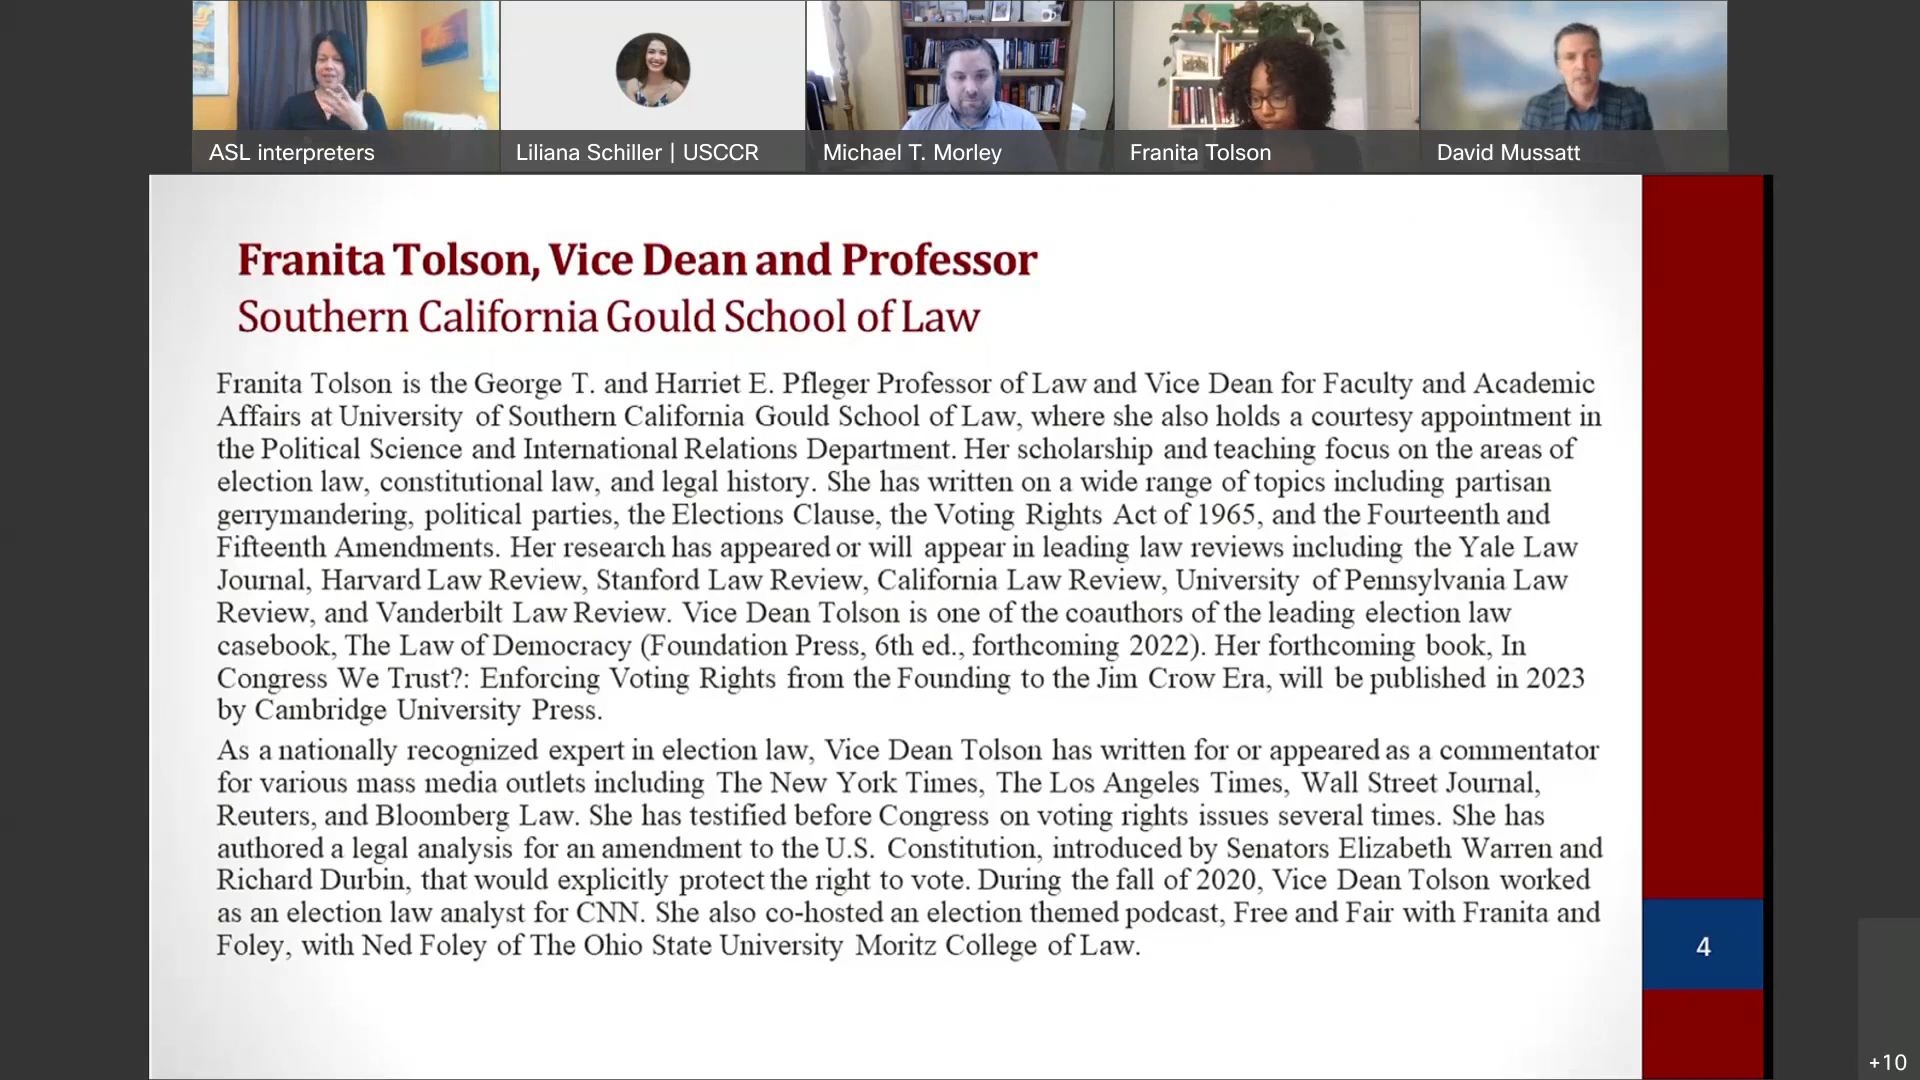 ASL interpreters
Liliana Schiller | USCCR
Michael T. Morley
Franita Tolson
David Mussatt
Franita Tolson, Vice Dean and Professor
Southern California Gould School of Law
Franita Tolson is the George T. and Harriet E. Pfleger Professor of Law and Vice Dean for Faculty and Academic
Affairs at University of Southern California Gould School of Law, where she also holds a courtesy appointment in
the Political Science and International Relations Department. Her scholarship and teaching focus on the areas of
election law, constitutional law, and legal history. She has written on a wide range of topics including partisan
gerrymandering, political parties, the Elections Clause, the Voting Rights Act of 1965, and the Fourteenth and
Fifteenth Amendments. Her research has appeared or will appear in leading law reviews including the Yale Law
Journal, Harvard Law Review, Stanford Law Review, California Law Review, University of Pennsylvania Law
Review, and Vanderbilt Law Review. Vice Dean Tolson is one of the coauthors of the leading election law
casebook, The Law of Democracy (Foundation Press, 6th ed., forthcoming 2022). Her forthcoming book, In
Congress We Trust?: Enforcing Voting Rights from the Founding to the Jim Crow Era, will be published in 2023
by Cambridge University Press.
As a nationally recognized expert in election law, Vice Dean Tolson has written for or appeared as a commentator
for various mass media outlets including The New York Times, The Los Angeles Times, Wall Street Journal,
Reuters, and Bloomberg Law. She has testified before Congress on voting rights issues several times. She has
authored a legal analysis for an amendment to the U.S. Constitution, introduced by Senators Elizabeth Warren and
Richard Durbin, that would explicitly protect the right to vote. During the fall of 2020, Vice Dean Tolson worked
as an election law analyst for CNN. She also co-hosted an election themed podcast, Free and Fair with Franita and
Foley, with Ned Foley of The Ohio State University Moritz College of Law.
4
+10